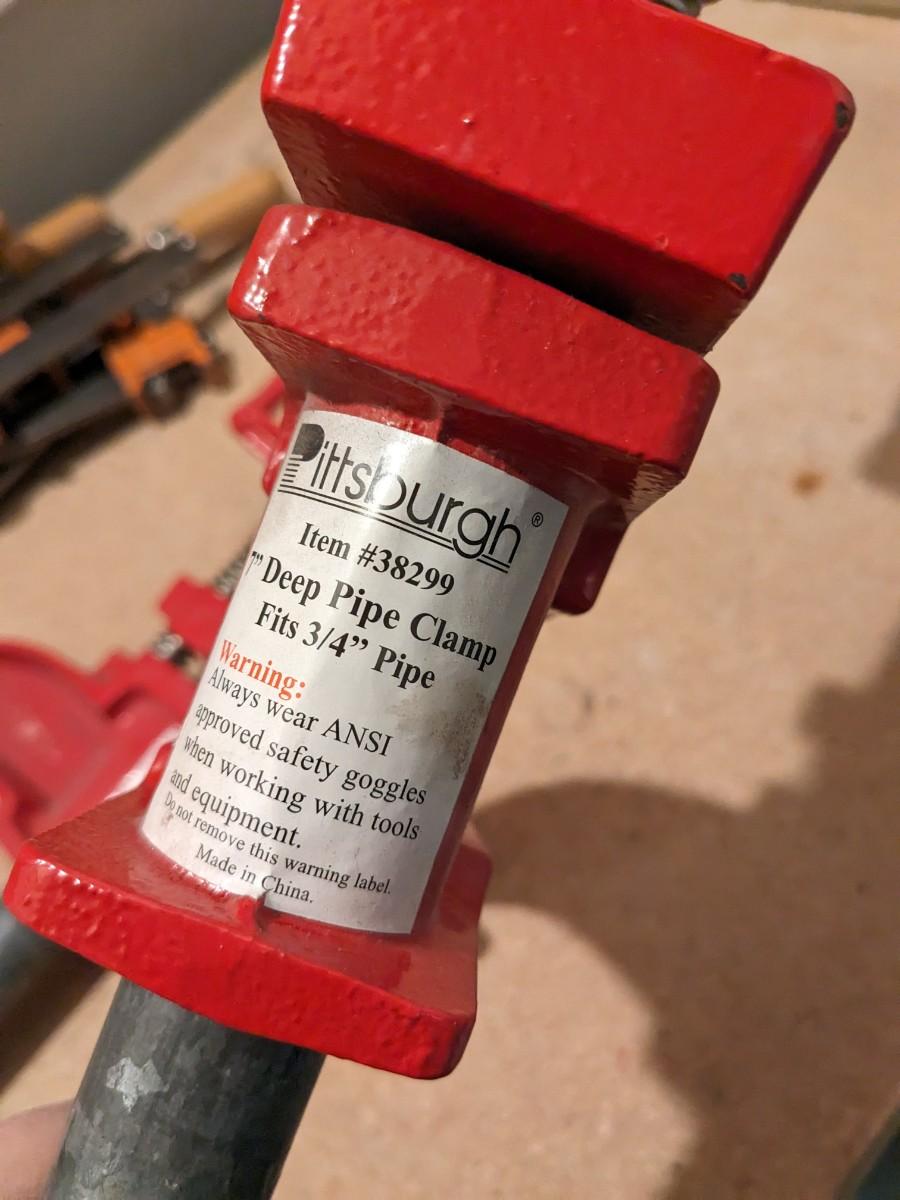 Pittsburgh®
Item #38299
7” Deep Pipe Clamp
Fits 3/4” Pipe
Warning:
Always wear ANSI
approved safety goggles
when working with tools
and equipment.
Do not remove this warning label.
Made in China.